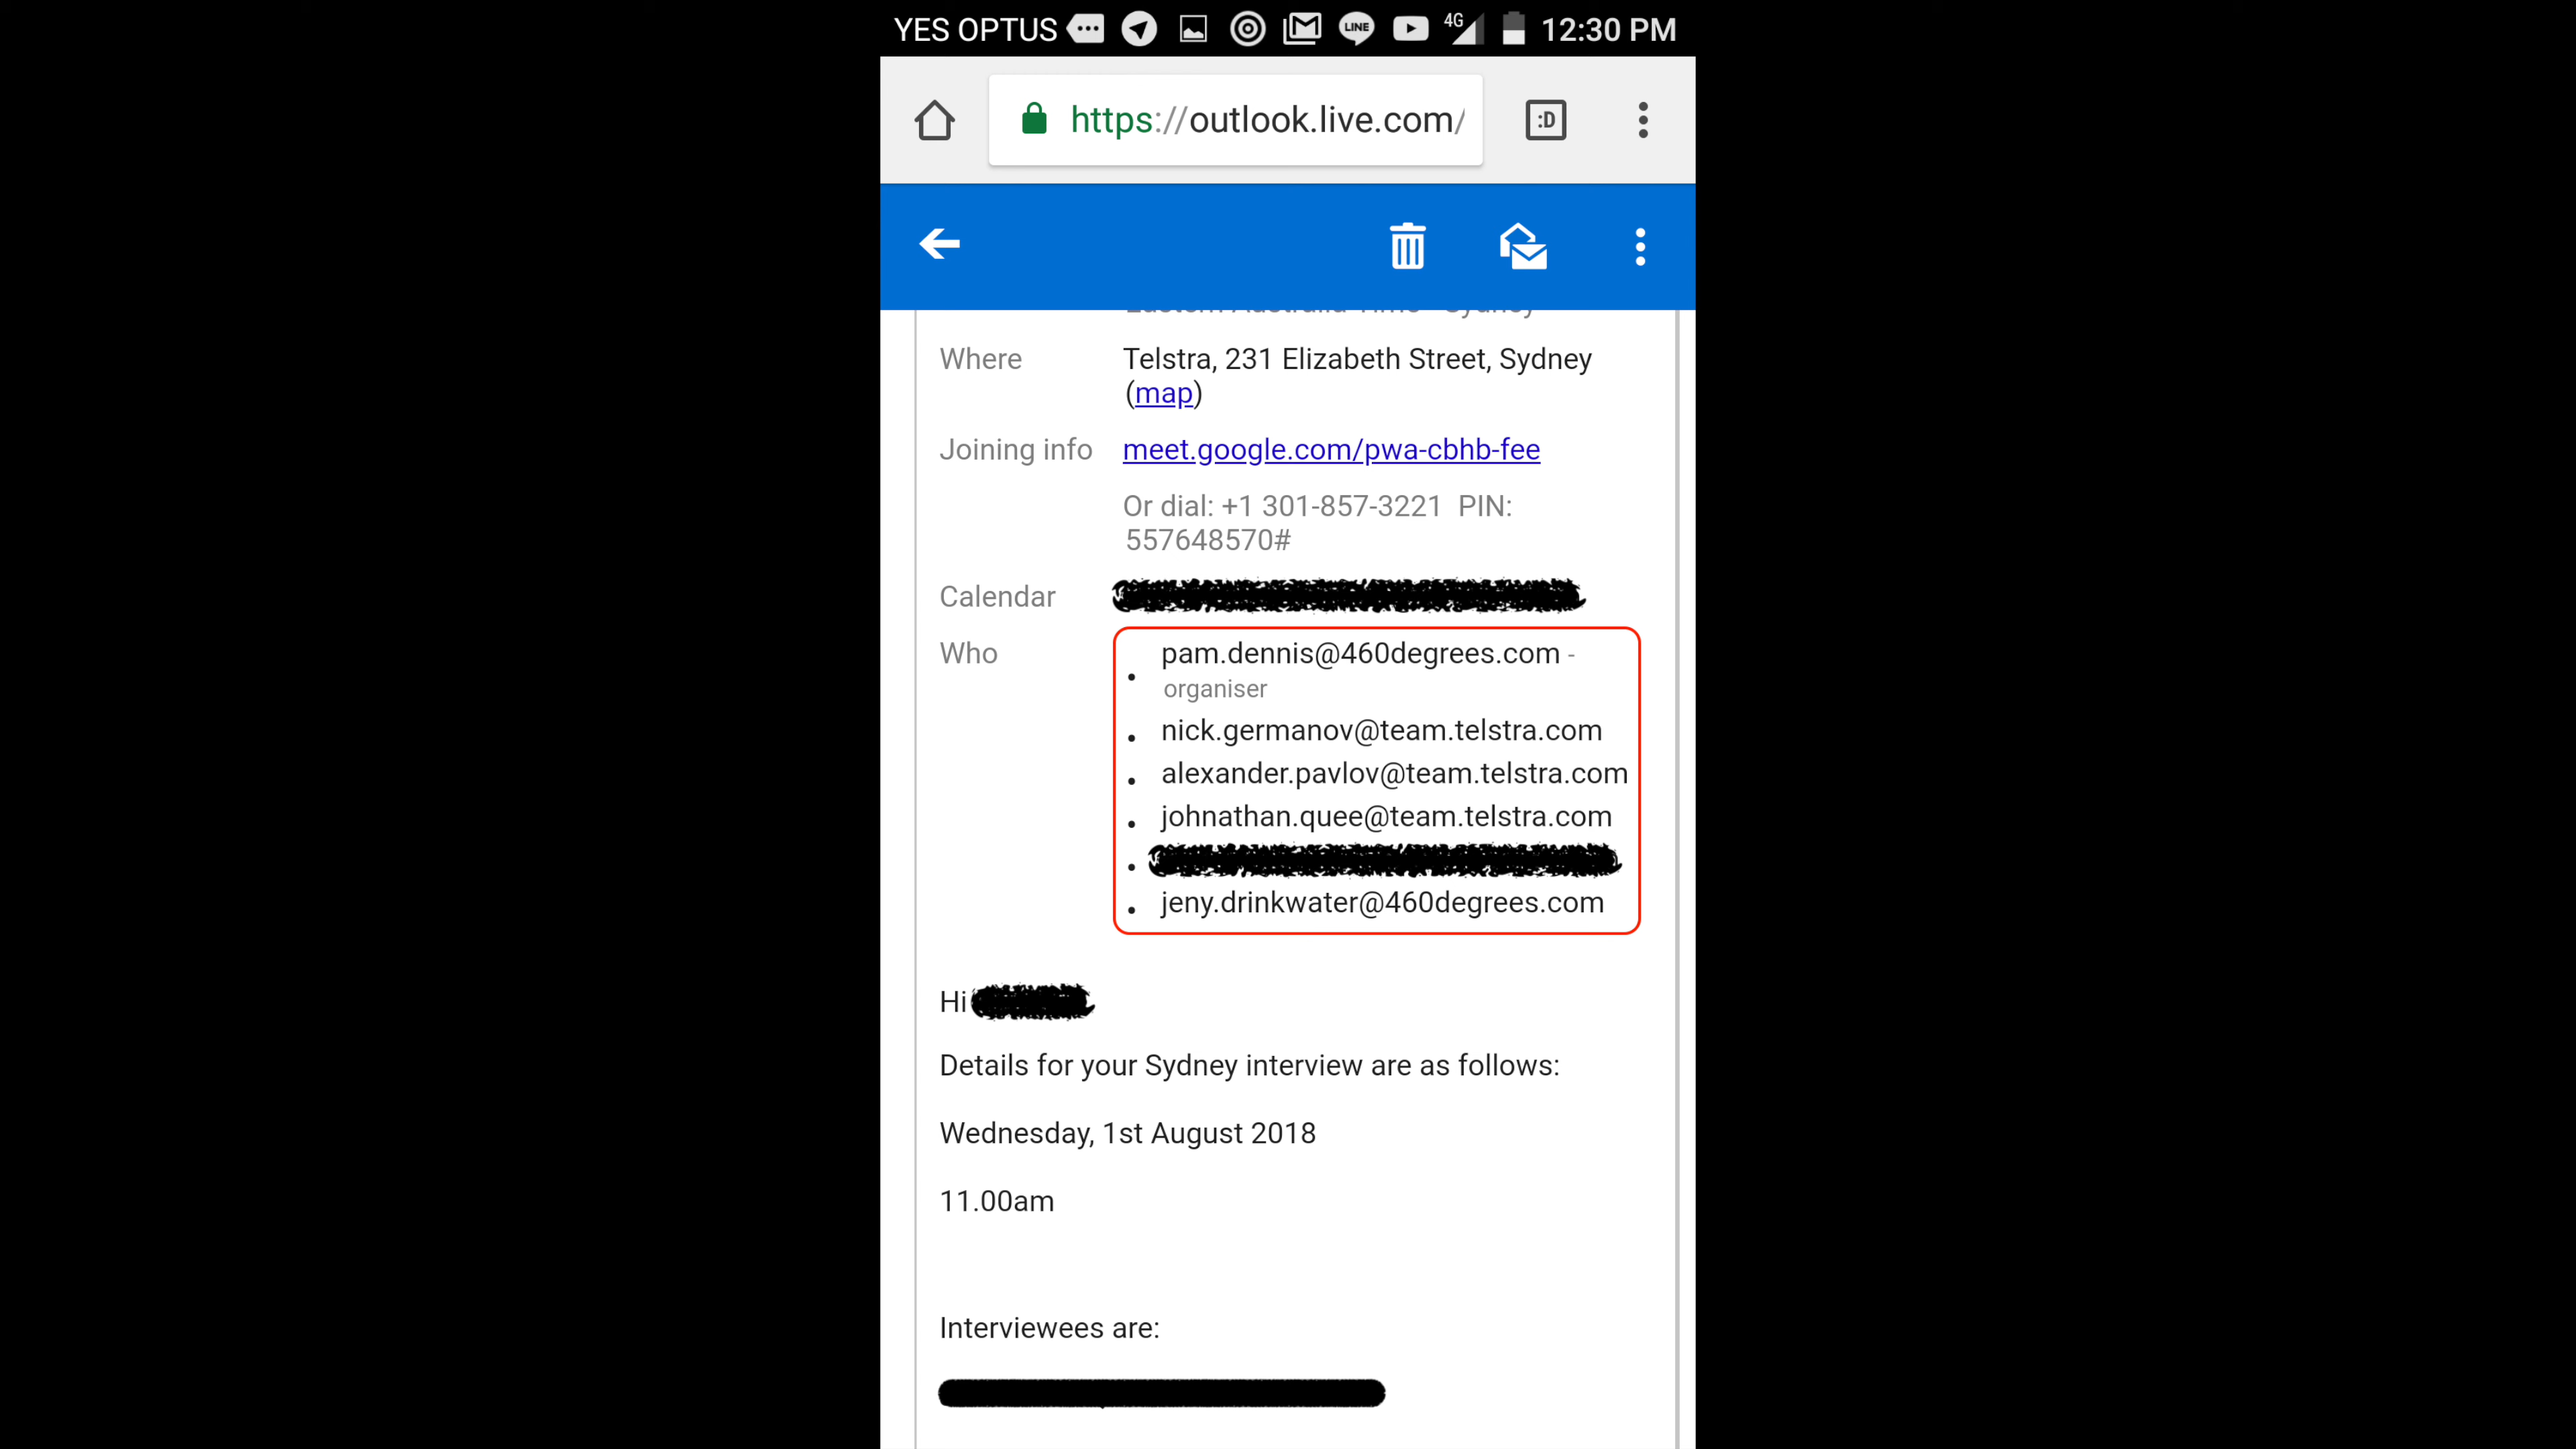 YES OPTUS LINE 4G 12:30 PM
https://outlook.live.com/ :D
Where Telstra, 231 Elizabeth Street, Sydney
(map)
Joining info meet.google.com/pwa-cbhb-fee
Or dial: +1 301-857-3221 PIN:
557648570#
Calendar
Who pam.dennis@460degrees.com -
organiser
nick.germanov@team.telstra.com
alexander.pavlov@team.telstra.com
johnathan.quee@team.telstra.com
jeny.drinkwater@460degrees.com
Hi
Details for your Sydney interview are as follows:
Wednesday, 1st August 2018
11.00am
Interviewees are: